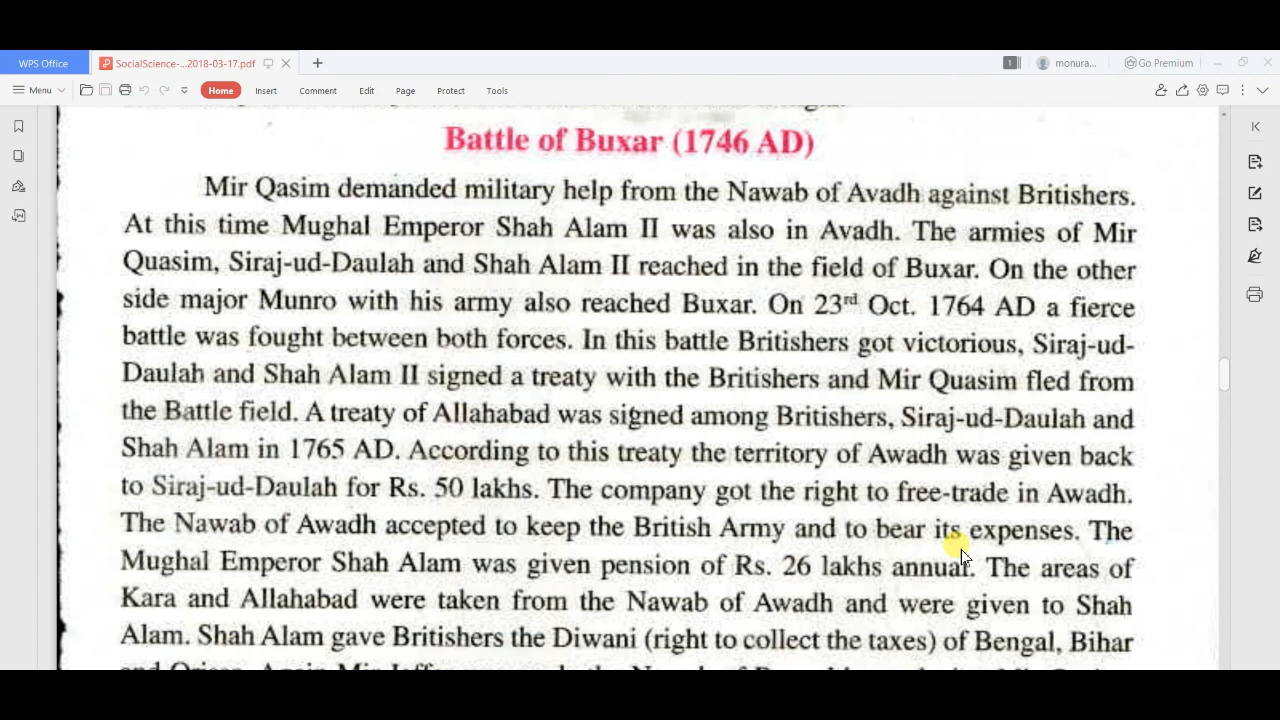 WPS Office
SocialScience-...2018-03-17.pdf
1
monura...
Go Premium
Menu
Home
Insert
Comment
Edit
Page
Protect
Tools
Battle of Buxar (1746 AD)
Mir Qasim demanded military help from the Nawab of Avadh against Britishers.
At this time Mughal Emperor Shah Alam II was also in Avadh. The armies of Mir
Quasim, Siraj-ud-Daulah and Shah Alam II reached in the field of Buxar. On the other
side major Munro with his army also reached Buxar. On 23rd Oct. 1764 AD a fierce
battle was fought between both forces. In this battle Britishers got victorious, Siraj-ud-
Daulah and Shah Alam II signed a treaty with the Britishers and Mir Quasim fled from
the Battle field. A treaty of Allahabad was signed among Britishers, Siraj-ud-Daulah and
Shah Alam in 1765 AD. According to this treaty the territory of Awadh was given back
to Siraj-ud-Daulah for Rs. 50 lakhs. The company got the right to free-trade in Awadh.
The Nawab of Awadh accepted to keep the British Army and to bear its expenses. The
Mughal Emperor Shah Alam was given pension of Rs. 26 lakhs annual. The areas of
Kara and Allahabad were taken from the Nawab of Awadh and were given to Shah
Alam. Shah Alam gave Britishers the Diwani (right to collect the taxes) of Bengal, Bihar